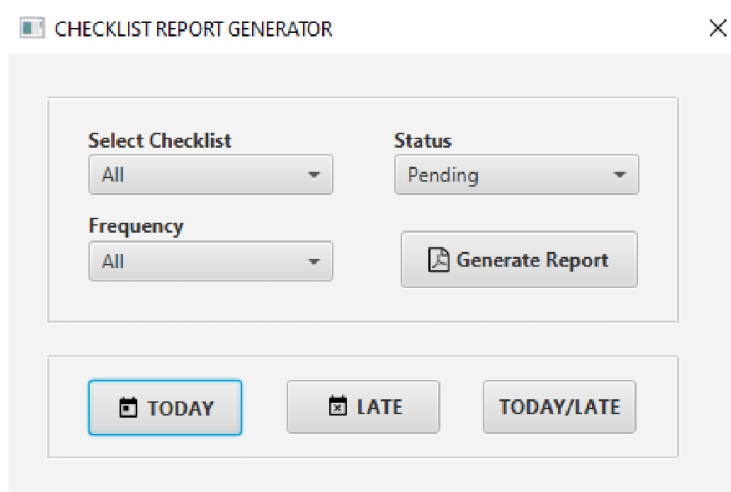 CHECKLIST REPORT GENERATOR
Select Checklist
Status
All
Pending
Frequency
All
Generate Report
TODAY
LATE
TODAY/LATE